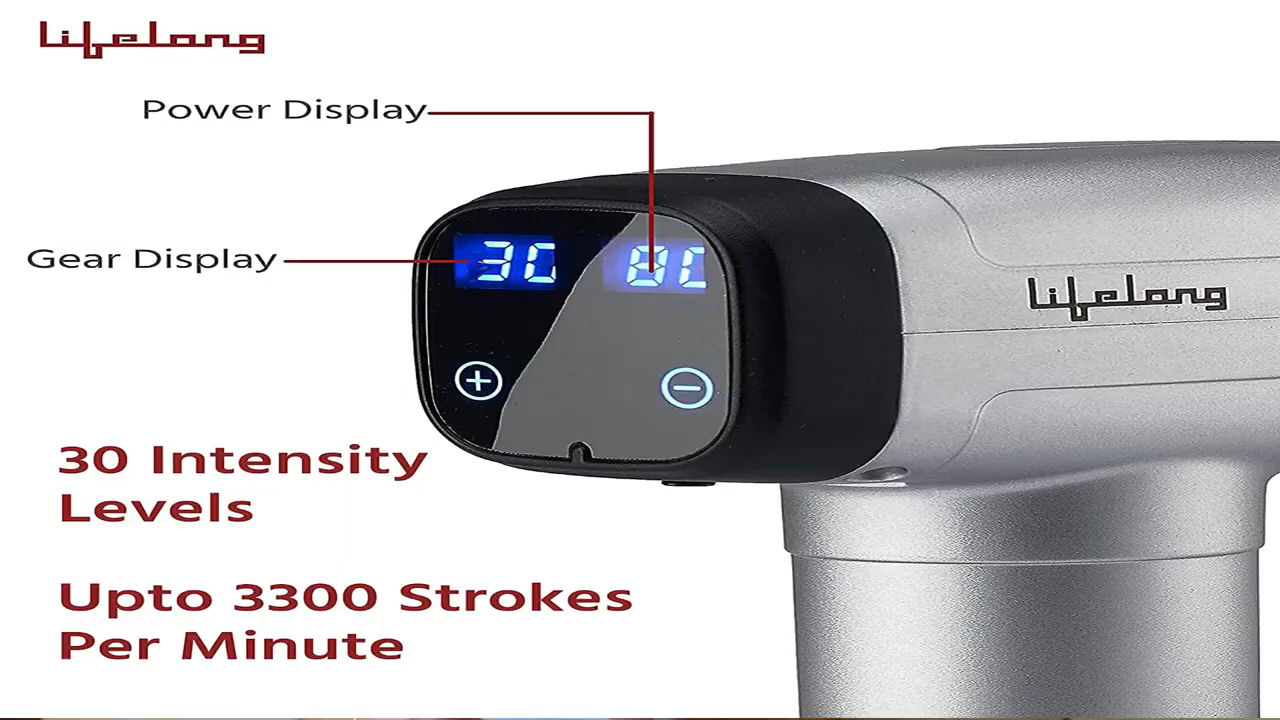 Lifelong
Power Display
Gear Display
30 80
Lifelong
30 Intensity
Levels
Upto 3300 Strokes
Per Minute